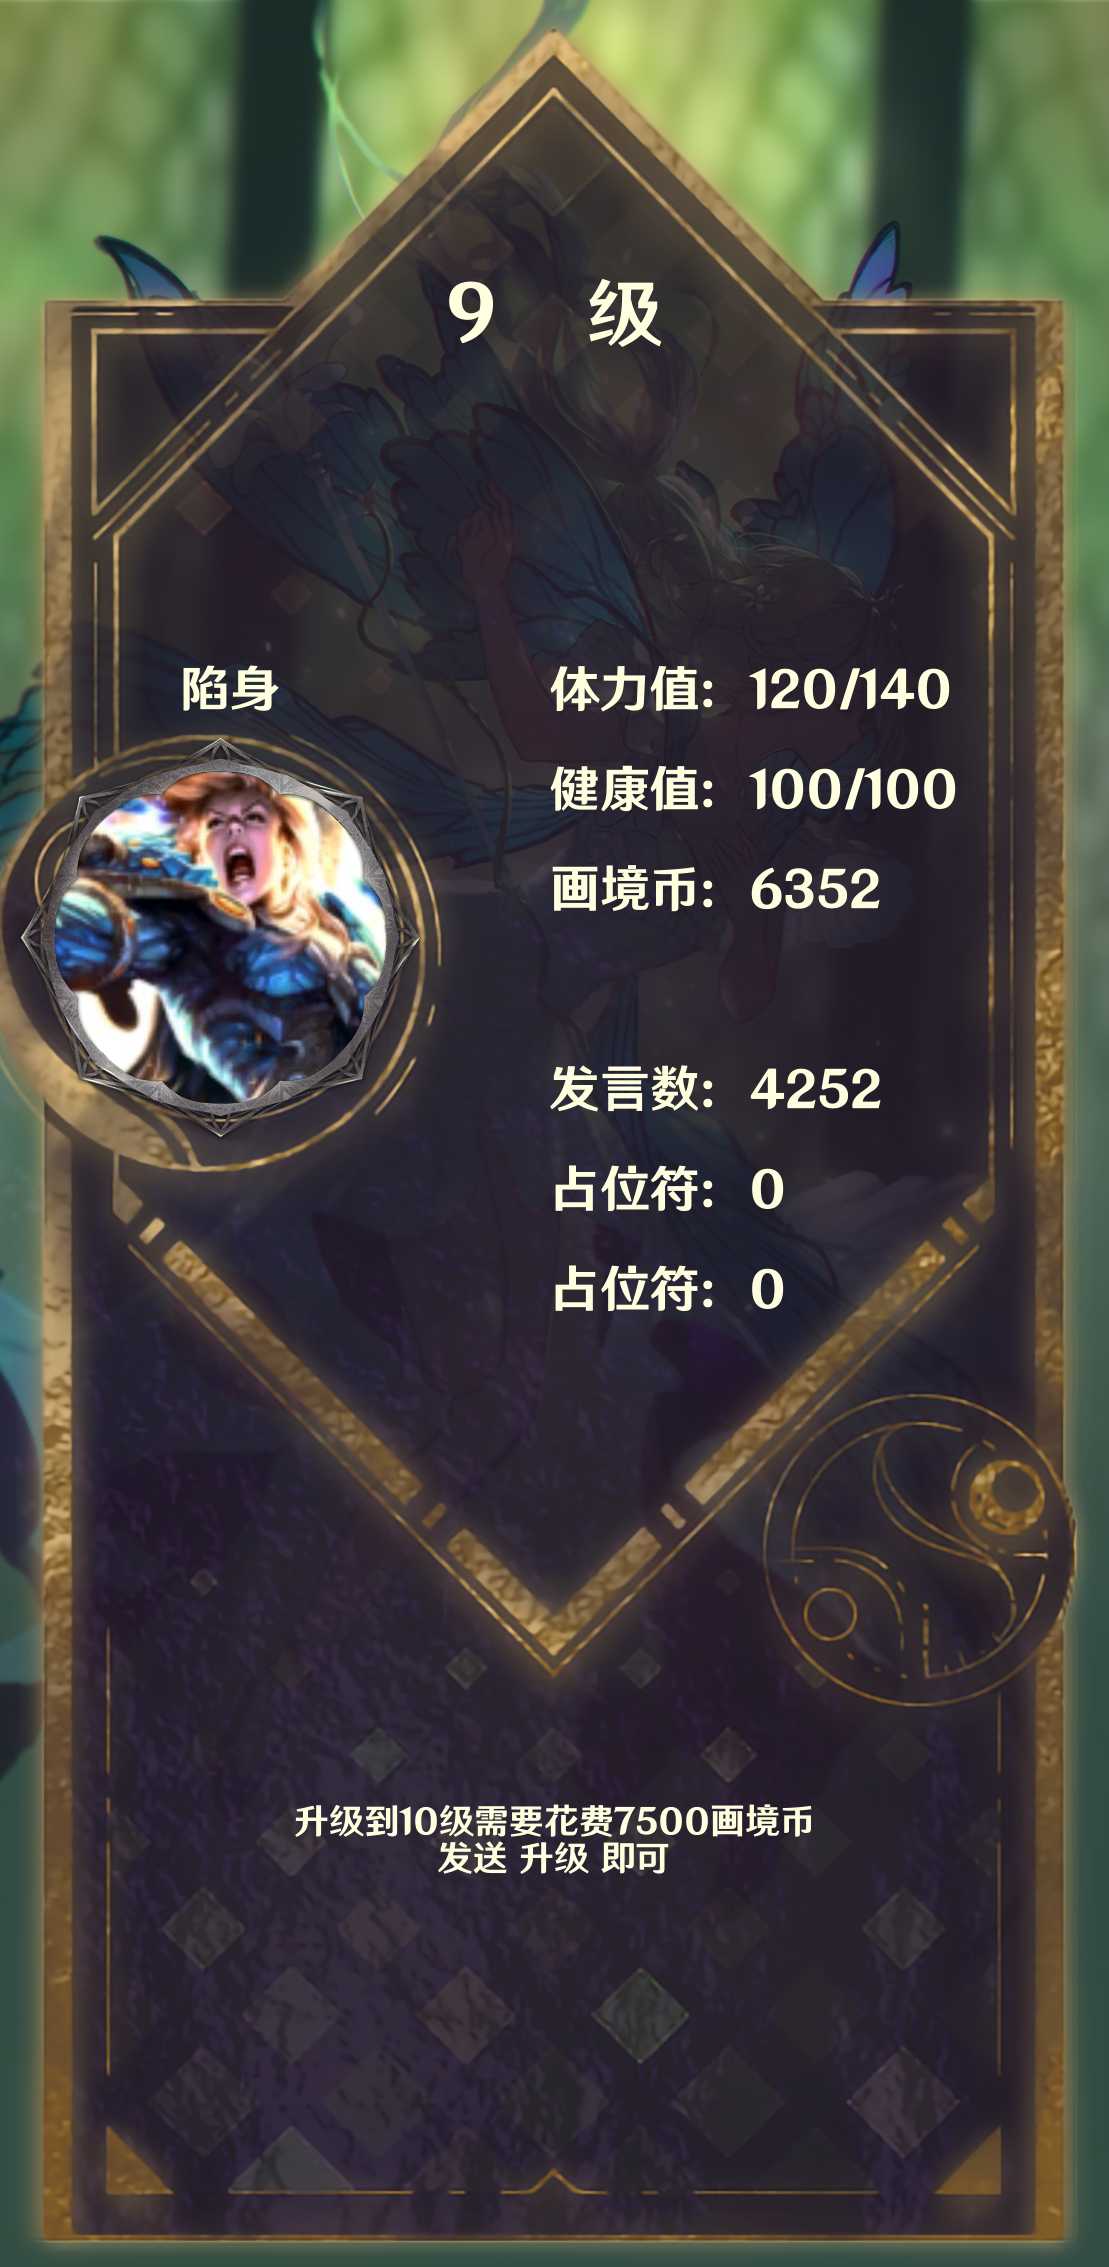 9 级
陷身
体力值: 120/140
健康值: 100/100
画境币: 6352
发言数: 4252
占位符: 0
占位符: 0
升级到10级需要花费7500画境币
发送 升级 即可